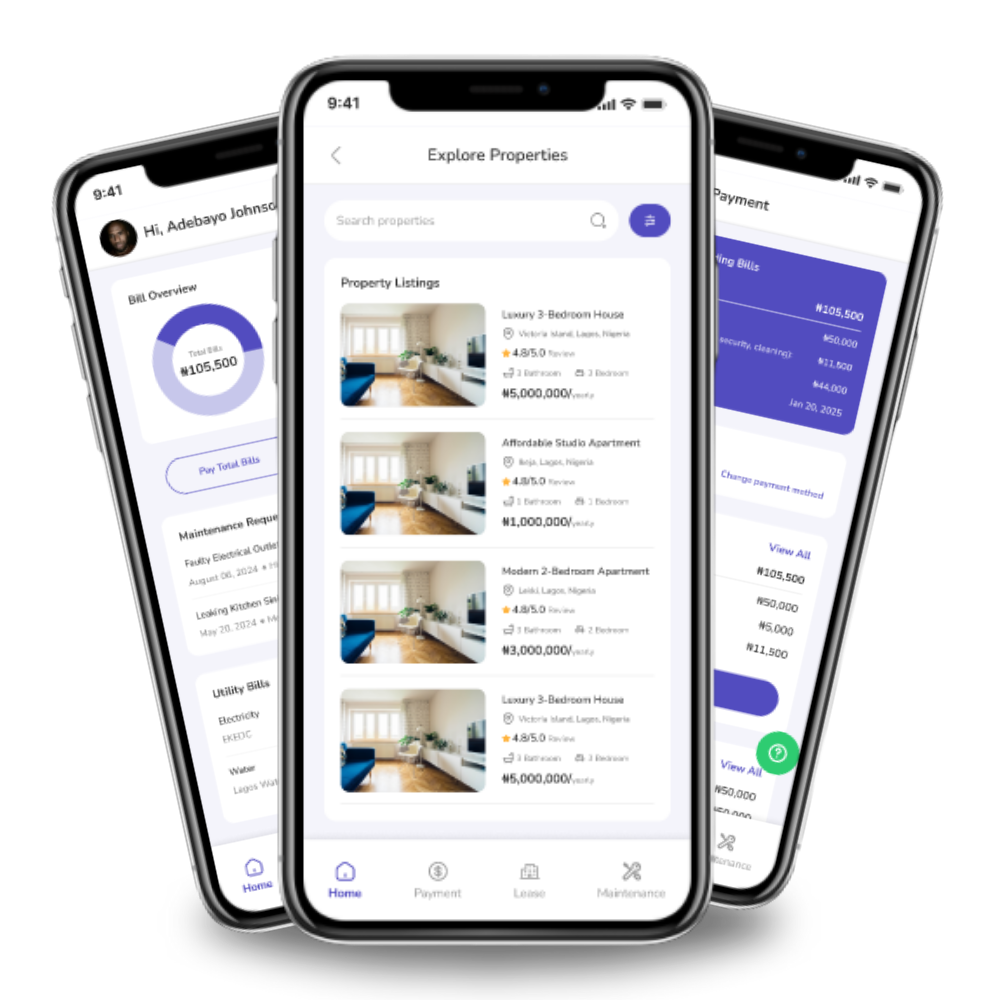 9:41
Hi, Adebayo Johnso
Bill Overview
Total Bills
₦105,500
Pay Total Bills
Maintenance Reque
Faulty Electrical Outle
August 06, 2024
Leaking Kitchen Sin
May 20, 2024
Utility Bills
Electricity
EKEDC
Water
Lagos Wat
Home
9:41
Explore Properties
Search properties
Property Listings
Luxury 3-Bedroom House
Victoria Island, Lagos, Nigeria
4.8/5.0 Review
3 Bathroom 3 Bedroom
₦5,000,000/yearly
Affordable Studio Apartment
Ikeja, Lagos, Nigeria
4.8/5.0 Review
1 Bathroom 1 Bedroom
₦1,000,000/yearly
Modern 2-Bedroom Apartment
Lekki, Lagos, Nigeria
4.8/5.0 Review
3 Bathroom 2 Bedroom
₦3,000,000/yearly
Luxury 3-Bedroom House
Victoria Island, Lagos, Nigeria
4.8/5.0 Review
3 Bathroom 3 Bedroom
₦5,000,000/yearly
Home Payment Lease Maintenance
Payment
ing Bills
₦105,500
₦50,000
security, cleaning):
₦11,500
₦44,000
Jan 20, 2025
Change payment method
View All
₦105,500
₦50,000
₦5,000
₦11,500
View All
₦50,000
tenance